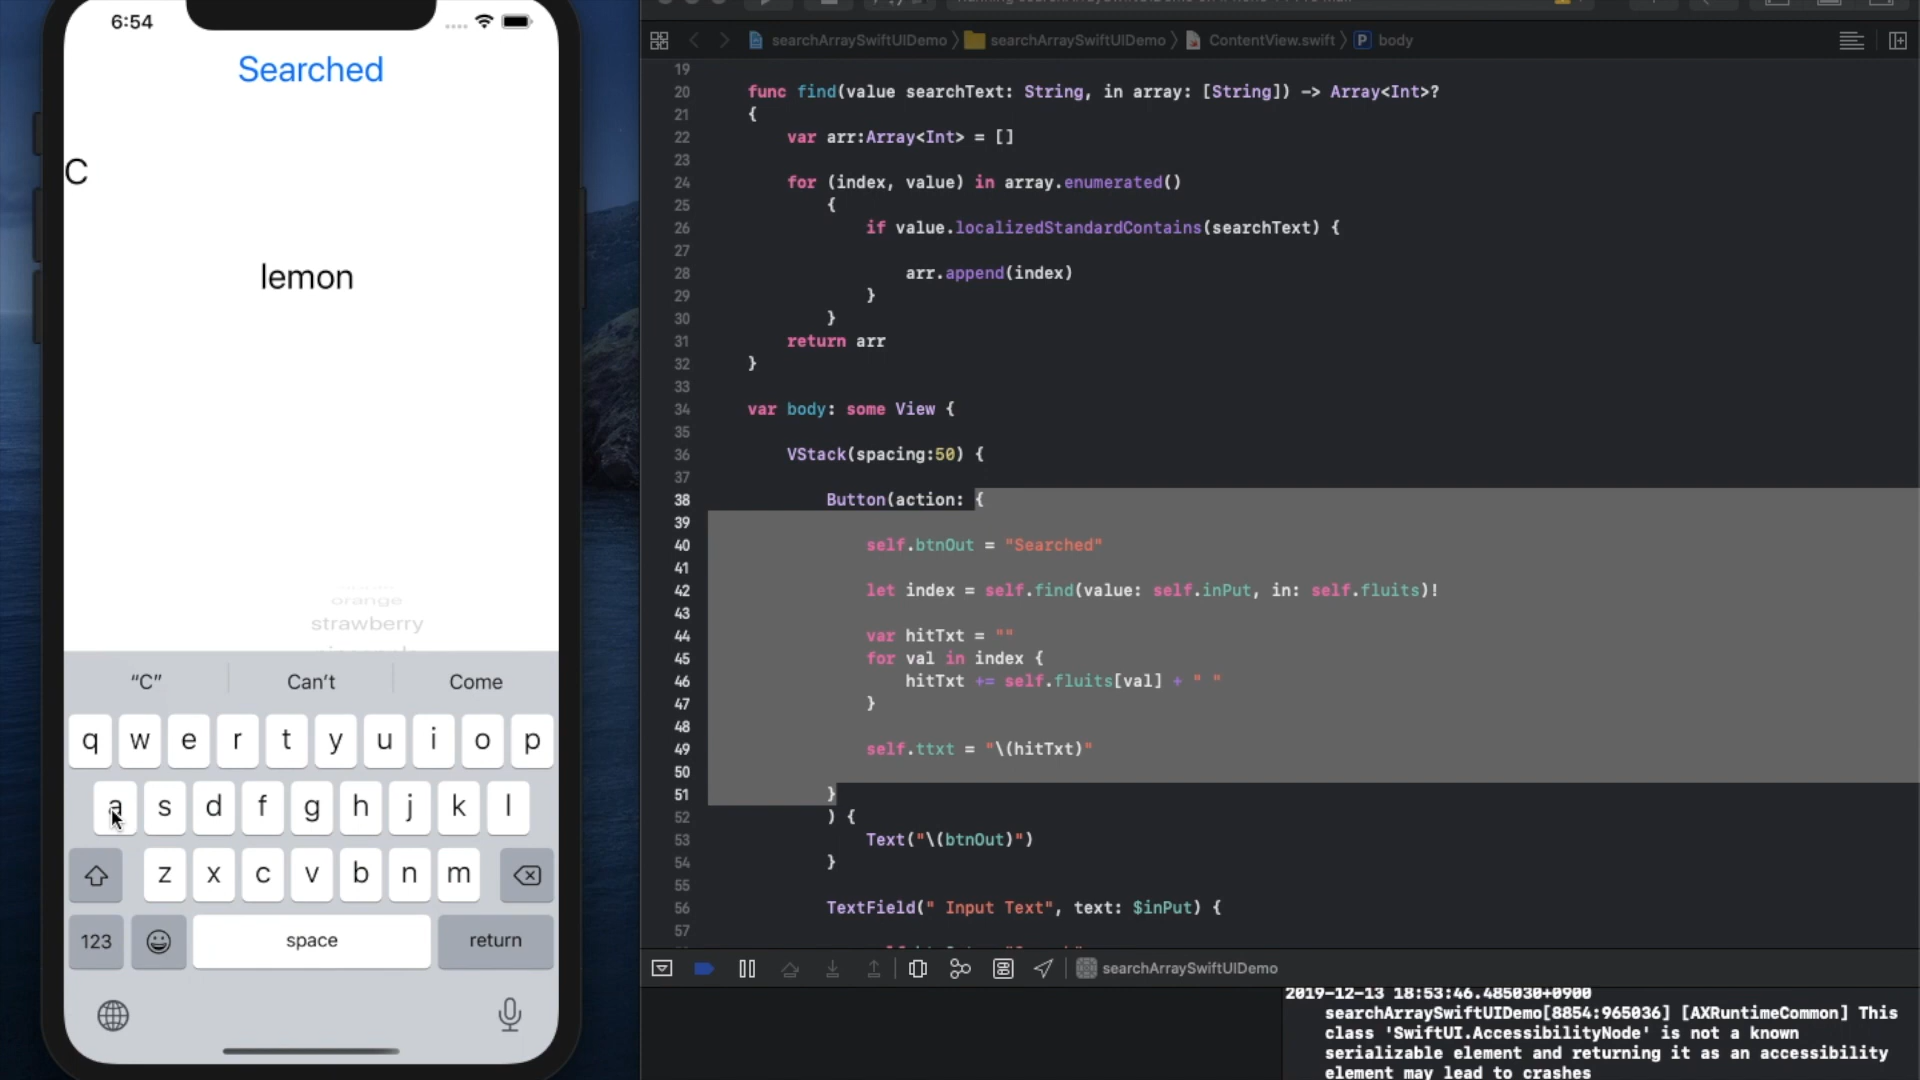 6:54
Searched
C
lemon
orange
strawberry
“C”
Can’t
Come
q w e r t y u i o p
a s d f g h j k l
z x c v b n m
123
space
return
searchArraySwiftUIDemo
searchArraySwiftUIDemo
ContentView.swift
P body
19
20 func find(value searchText: String, in array: [String]) -> Array<Int>?
21 {
22 var arr:Array<Int> = []
23
24 for (index, value) in array.enumerated()
25 {
26 if value.localizedStandardContains(searchText) {
27
28 arr.append(index)
29 }
30 }
31 return arr
32 }
33
34 var body: some View {
35
36 VStack(spacing:50) {
37
38 Button(action: {
39
40 self.btnOut = "Searched"
41
42 let index = self.find(value: self.inPut, in: self.fluits)!
43
44 var hitTxt = ""
45 for val in index {
46 hitTxt += self.fluits[val] + " "
47 }
48
49 self.ttxt = "\(hitTxt)"
50
51 }
52 ) {
53 Text("\(btnOut)")
54 }
55
56 TextField(" Input Text", text: $inPut) {
57
searchArraySwiftUIDemo
2019-12-13 18:53:46.485030+0900
searchArraySwiftUIDemo[8854:965036] [AXRuntimeCommon] This
class 'SwiftUI.AccessibilityNode' is not a known
serializable element and returning it as an accessibility
element may lead to crashes